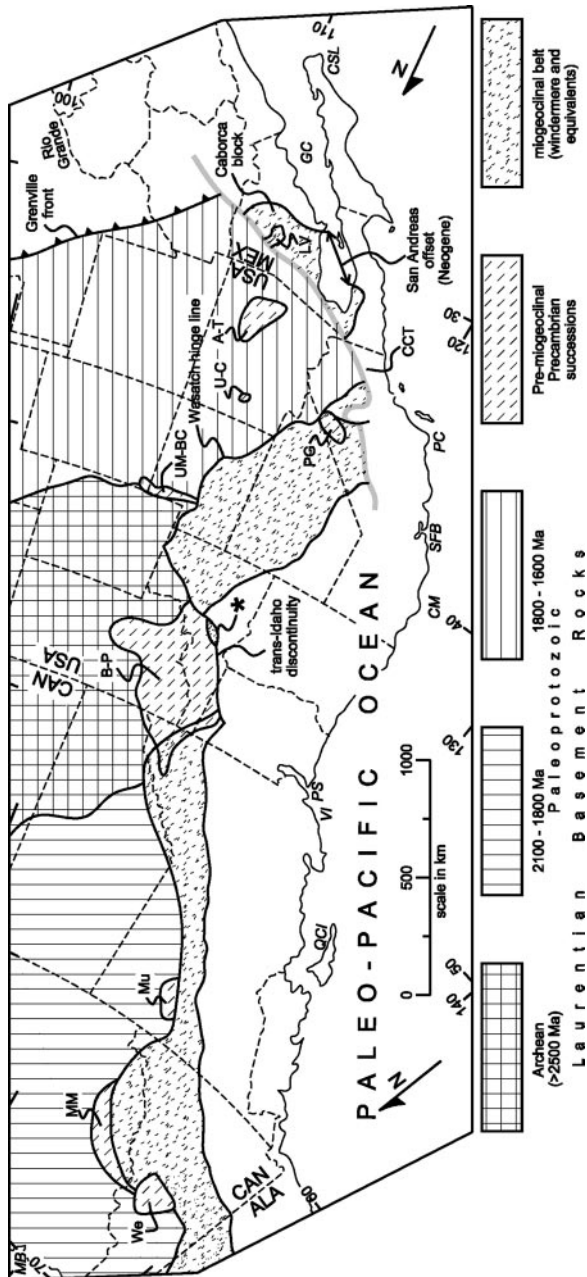 MB
70
We
MM
Mu
CAN
USA
B-P
UM-BC
Wasatch hinge line
U-C
A-T
USA
MEX
Grenville
front
Rio
Grande
100
Caborca
block
LV
GC
CSL
110
N
CAN
ALA
60
*
trans-Idaho
discontinuity
PG
CCT
San Andreas
offset
(Neogene)
30
120
QCI
VI
PS
CM
SFB
PC
PALEO-PACIFIC OCEAN
N
0 500 1000
scale in km
50
140
130
40
Archean
(>2500 Ma)
2100 - 1800 Ma
1800 - 1600 Ma
Paleoprotozoic
Laurentian Basement Rocks
Pre-miogeoclinal
Precambrian
successions
miogeoclinal belt
(windermere and
equivalents)